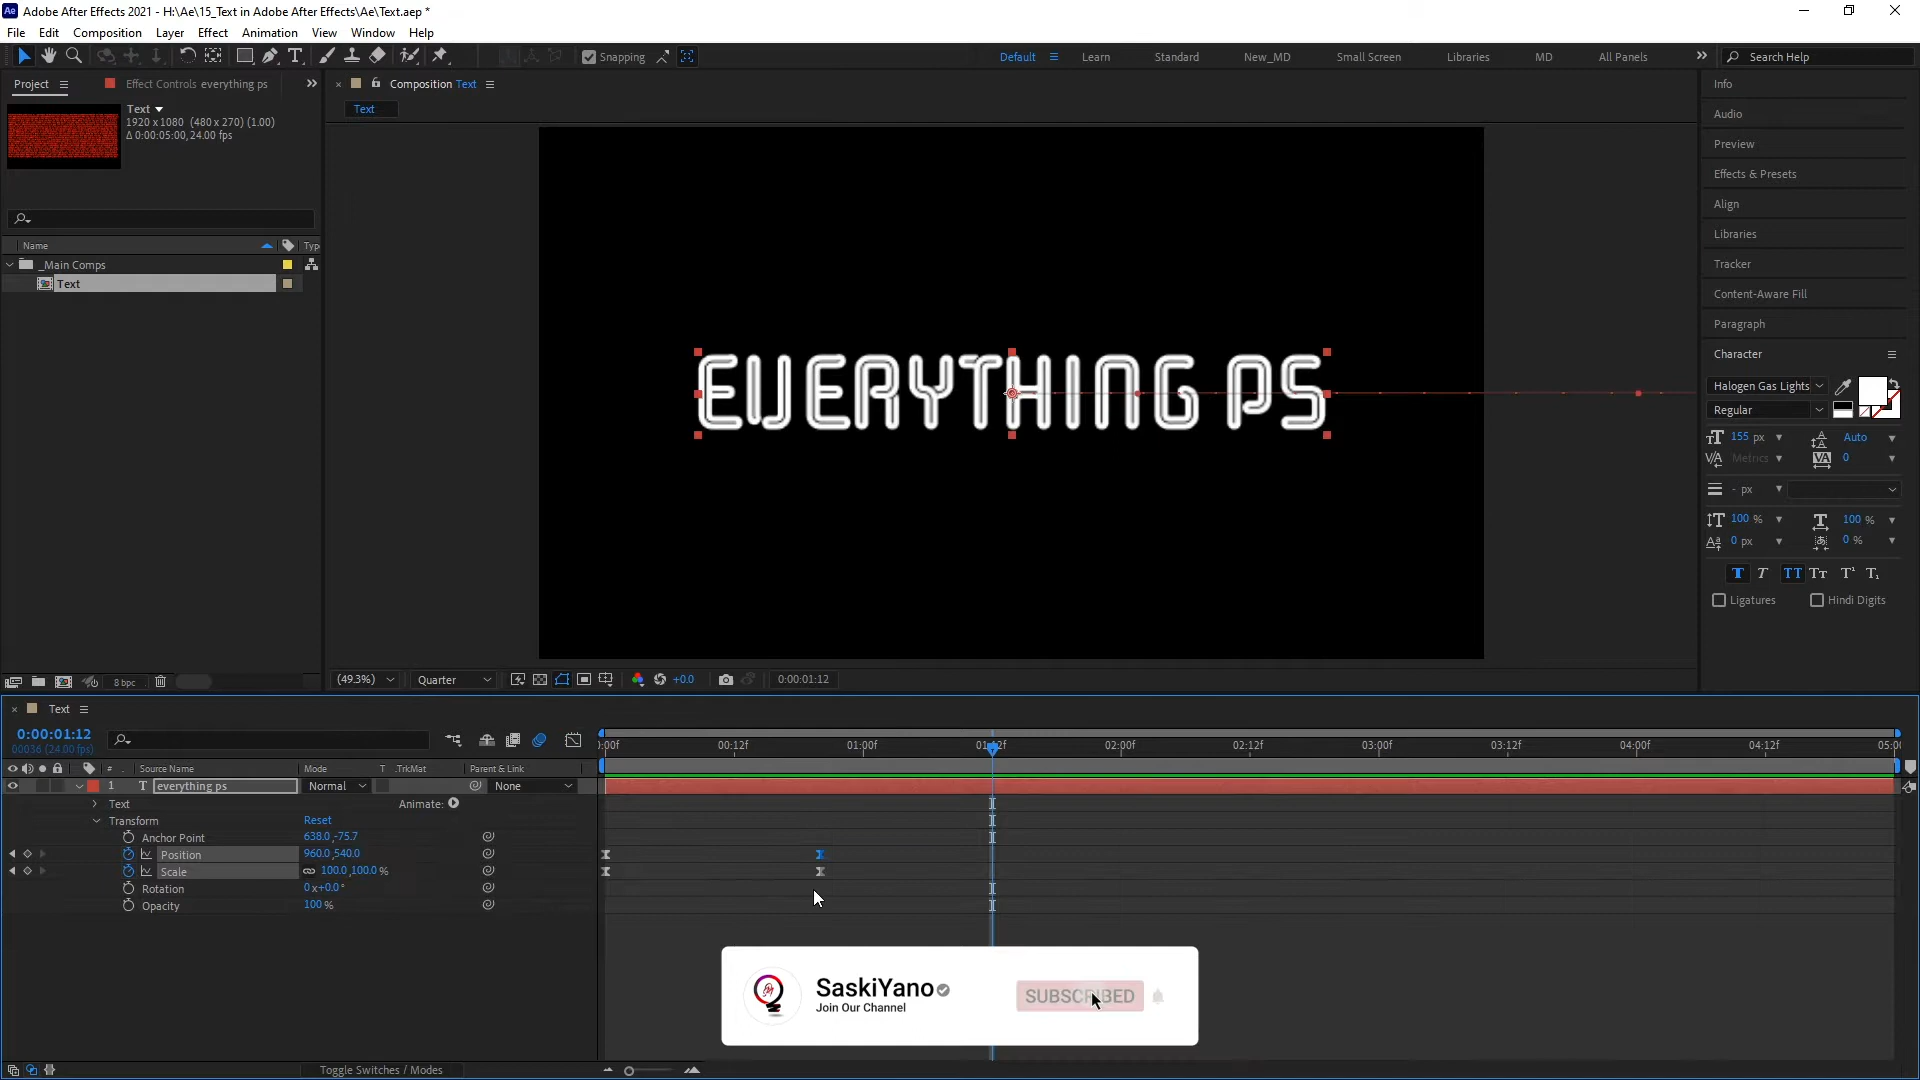 Adobe After Effects 2021 - H:\Ae\15_Text in Adobe After Effects\Ae\Text.aep *
File Edit Composition Layer Effect Animation View Window Help
Snapping
Default Learn Standard New_MD Small Screen Libraries MD All Panels
Search Help
Project
Effect Controls everything ps
Text
1920 x 1080 (480 x 270) (1.00)
Δ 0:00:05:00, 24.00 fps
Name Typ
_Main Comps
Text
8 bpc
Composition Text
Text
EVERYTHING PS
(49.3%) Quarter +0.0 0:00:01:12
Info
Audio
Preview
Effects & Presets
Align
Libraries
Tracker
Content-Aware Fill
Paragraph
Character
Halogen Gas Lights
Regular
155 px Auto
Metrics 0
- px
100 % 100 %
0 px 0 %
Ligatures Hindi Digits
Text
0:00:01:12
00036 (24.00 fps)
:00f 00:12f 01:00f 01:12f 02:00f 02:12f 03:00f 03:12f 04:00f 04:12f 05:00
# Source Name Mode T .TrkMat Parent & Link
1 T everything ps Normal None
Text Animate:
Transform Reset
Anchor Point 638.0,-75.7
Position 960.0,540.0
Scale 100.0,100.0 %
Rotation 0x+0.0°
Opacity 100 %
SaskiYano
Join Our Channel
SUBSCRIBED
Toggle Switches / Modes